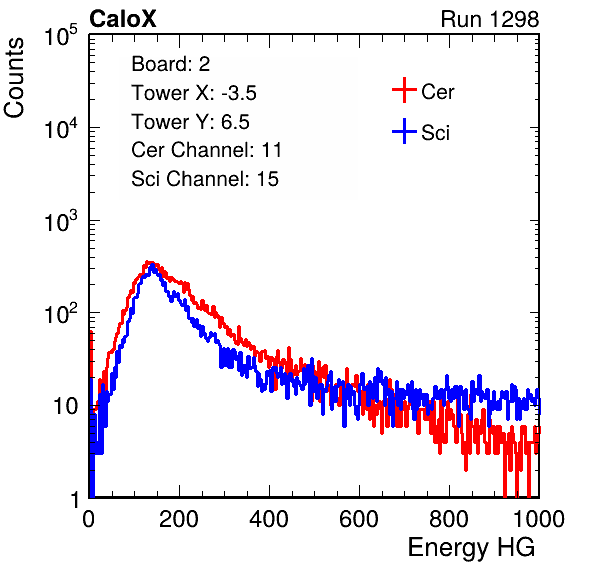 CaloX Run 1298
Counts
10^5
10^4
10^3
10^2
10
1
Board: 2
Tower X: -3.5
Tower Y: 6.5
Cer Channel: 11
Sci Channel: 15
Cer
Sci
0 200 400 600 800 1000
Energy HG